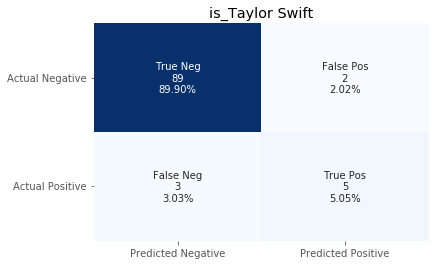 is_Taylor Swift
Actual Negative
True Neg
89
89.90%
False Pos
2
2.02%
Actual Positive
False Neg
3
3.03%
True Pos
5
5.05%
Predicted Negative
Predicted Positive